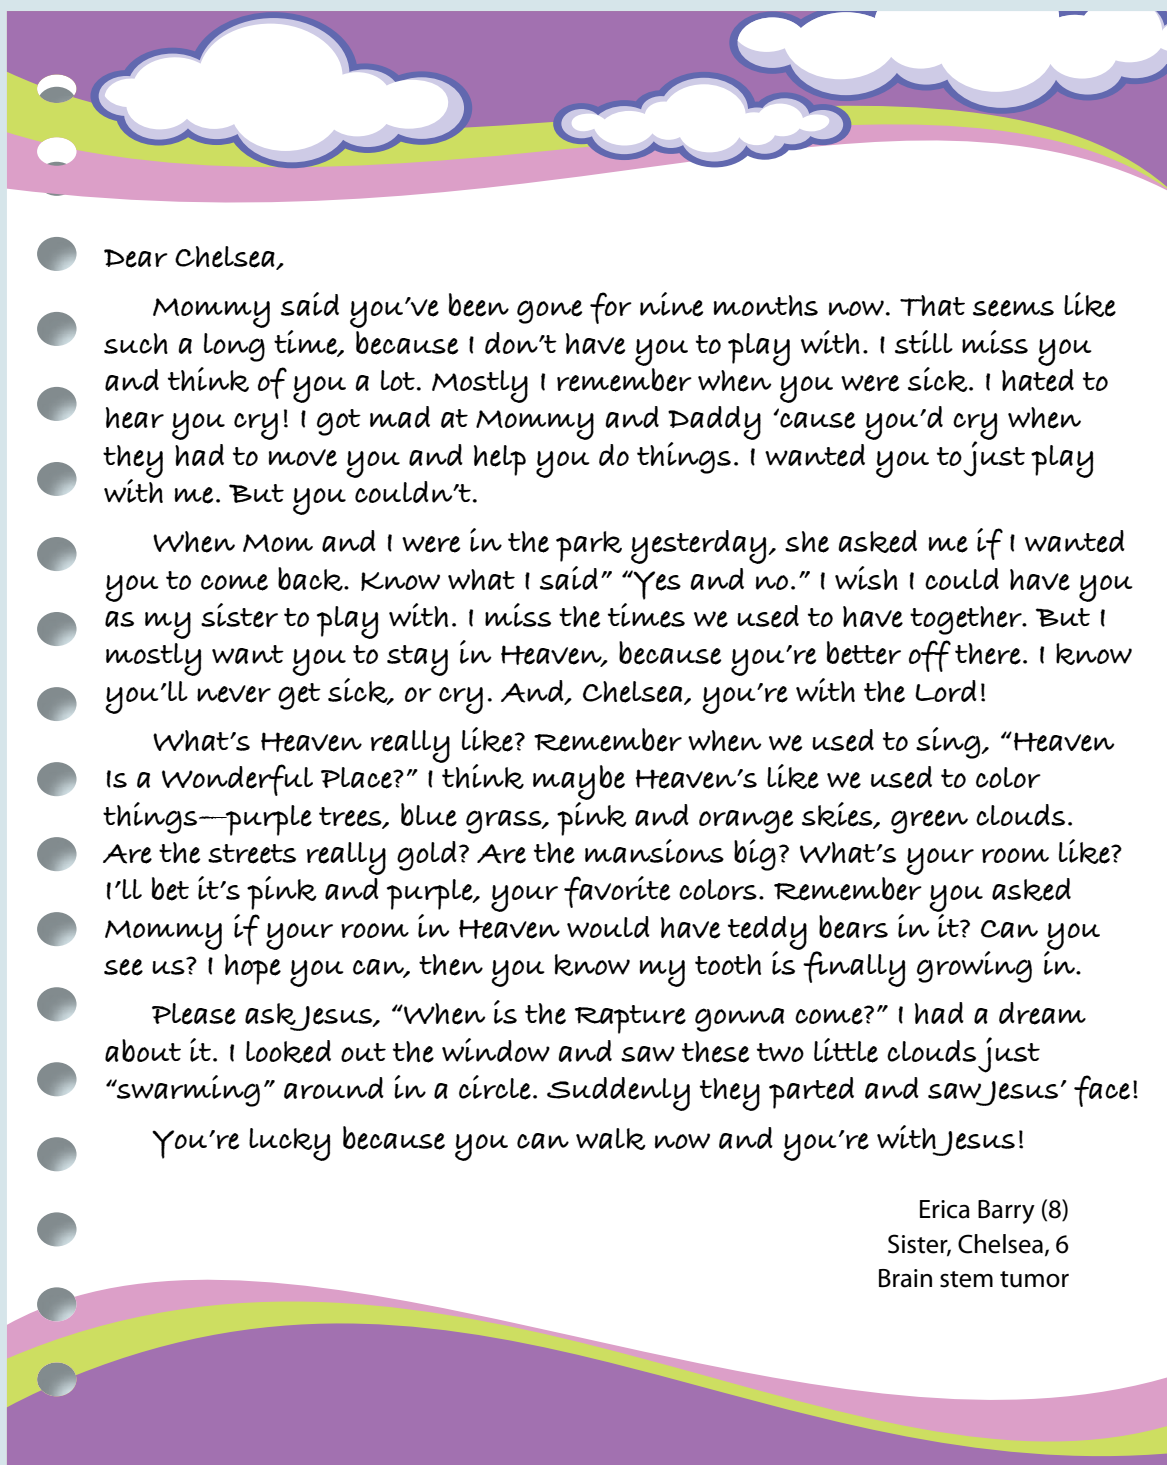 Dear Chelsea,
Mommy said you've been gone for nine months now. That seems like
such a long time, because I don't have you to play with. I still miss you
and think of you a lot. Mostly I remember when you were sick. I hated to
hear you cry! I got mad at Mommy and Daddy ‘cause you'd cry when
they had to move you and help you do things. I wanted you to just play
with me. But you couldn't.
When Mom and I were in the park yesterday, she asked me if I wanted
you to come back. Know what I said” “Yes and no.” I wish I could have you
as my sister to play with. I miss the times we used to have together. But I
mostly want you to stay in Heaven, because you're better off there. I know
you'll never get sick, or cry. And, Chelsea, you're with the Lord!
What's Heaven really like? Remember when we used to sing, “Heaven
Is a Wonderful Place?” I think maybe Heaven's like we used to color
things—purple trees, blue grass, pink and orange skies, green clouds.
Are the streets really gold? Are the mansions big? What's your room like?
I'll bet it's pink and purple, your favorite colors. Remember you asked
Mommy if your room in Heaven would have teddy bears in it? Can you
see us? I hope you can, then you know my tooth is finally growing in.
Please ask Jesus, “When is the Rapture gonna come?” I had a dream
about it. I looked out the window and saw these two little clouds just
“swarming” around in a circle. Suddenly they parted and saw Jesus’ face!
You're lucky because you can walk now and you're with Jesus!
Erica Barry (8)
Sister, Chelsea, 6
Brain stem tumor